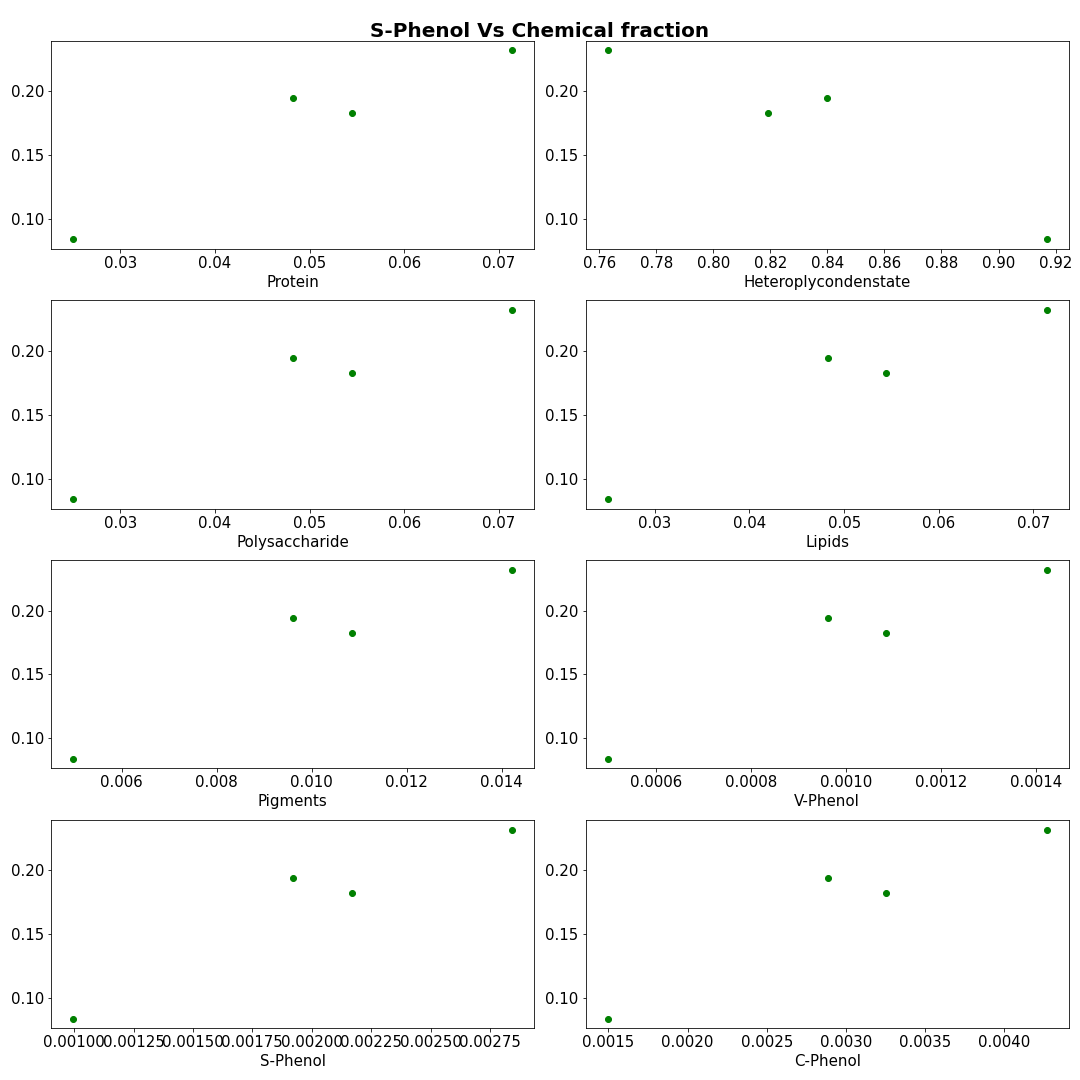 S-Phenol Vs Chemical fraction
0.20
0.15
0.10
0.03 0.04 0.05 0.06 0.07
Protein
0.20
0.15
0.10
0.76 0.78 0.80 0.82 0.84 0.86 0.88 0.90 0.92
Heteroplycondenstate
0.20
0.15
0.10
0.03 0.04 0.05 0.06 0.07
Polysaccharide
0.20
0.15
0.10
0.03 0.04 0.05 0.06 0.07
Lipids
0.20
0.15
0.10
0.006 0.008 0.010 0.012 0.014
Pigments
0.20
0.15
0.10
0.0006 0.0008 0.0010 0.0012 0.0014
V-Phenol
0.20
0.15
0.10
0.00100 0.00125 0.00150 0.00175 0.00200 0.00225 0.00250 0.00275
S-Phenol
0.20
0.15
0.10
0.0015 0.0020 0.0025 0.0030 0.0035 0.0040
C-Phenol